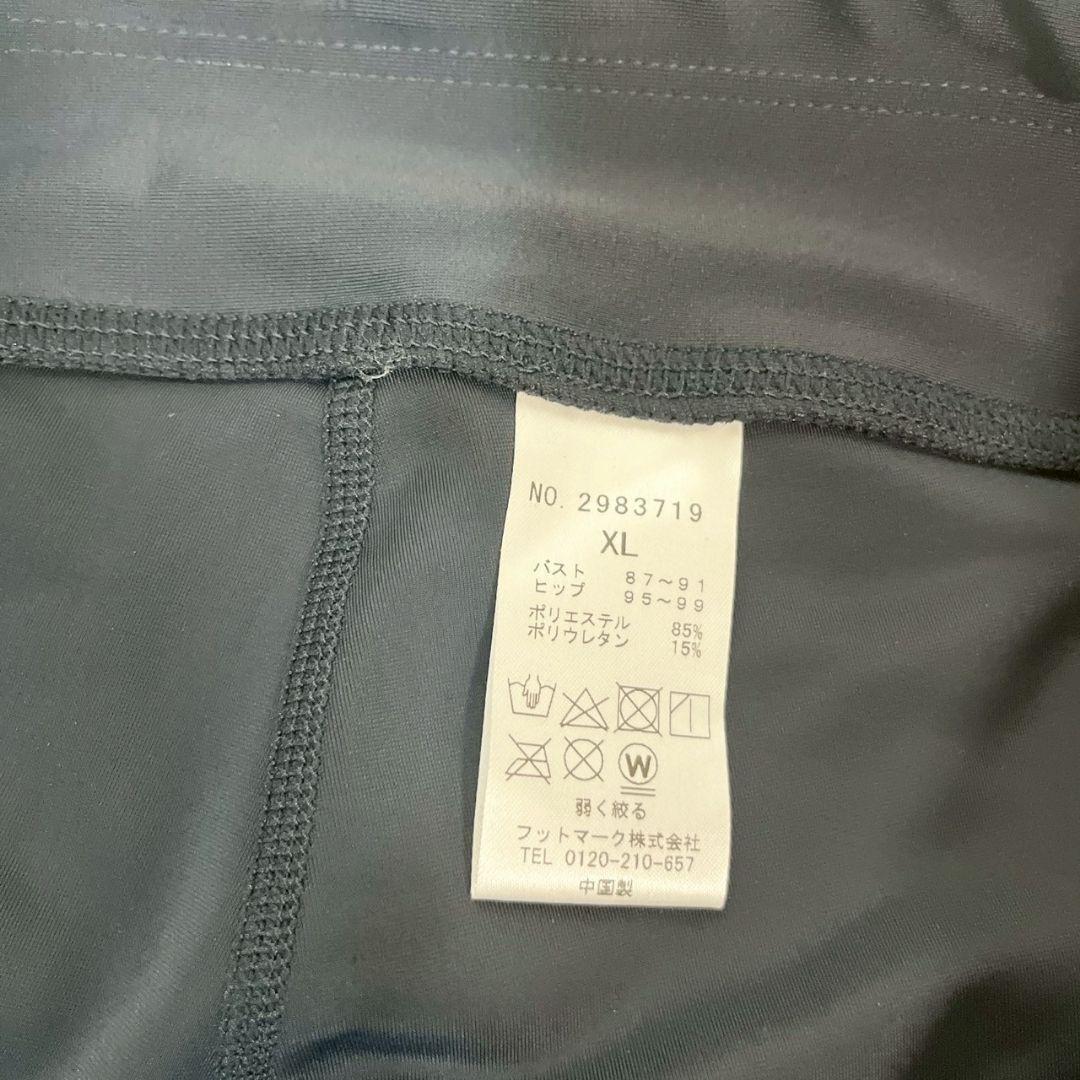 NO. 2983719
XL
バスト 87～91
ヒップ 95～99
ポリエステル 85%
ポリウレタン 15%
W
弱く絞る
フットマーク株式会社
TEL 0120-210-657
中国製